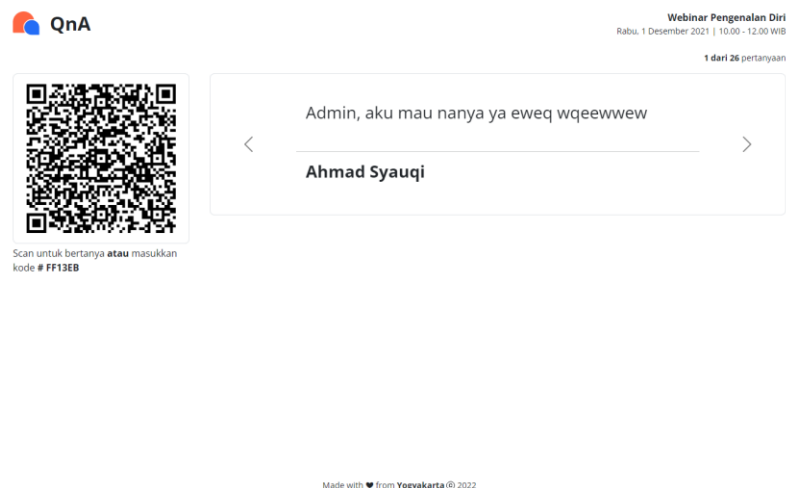 QnA
Webinar Pengenalan Diri
Rabu, 1 Desember 2021 | 10.00 - 12.00 WIB
1 dari 26 pertanyaan
Admin, aku mau nanya ya eweq wqeewwew
Ahmad Syauqi
Scan untuk bertanya atau masukkan
kode # FF13EB
Made with ❤ from Yogyakarta © 2022